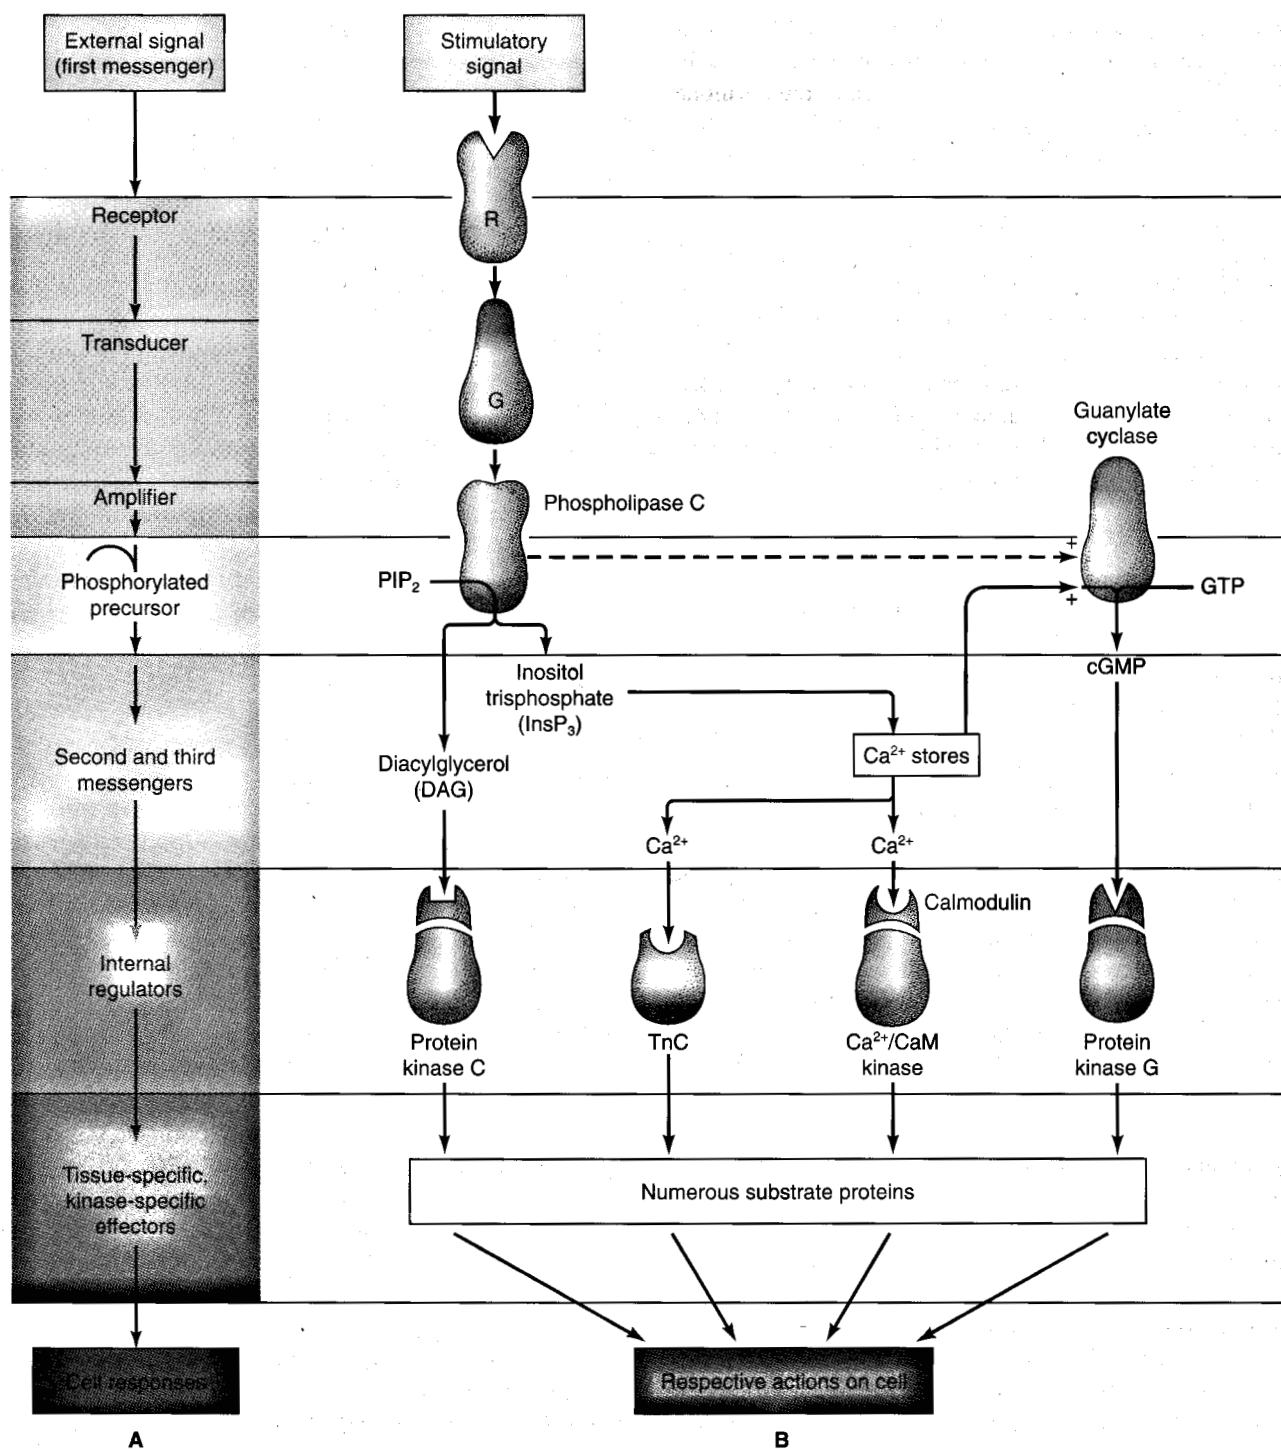 External signal
(first messenger)
Receptor
Transducer
Amplifier
Phosphorylated
precursor
Second and third
messengers
Internal
regulators
Tissue-specific,
kinase-specific
effectors
Cell responses
A
Stimulatory
signal
R
G
Phospholipase C
Guanylate
cyclase
+
PIP₂
+
GTP
Inositol
trisphosphate
(InsP₃)
cGMP
Diacylglycerol
(DAG)
Ca²⁺ stores
Ca²⁺
Ca²⁺
Calmodulin
Protein
kinase C
TnC
Ca²⁺/CaM
kinase
Protein
kinase G
Numerous substrate proteins
Respective actions on cell
B